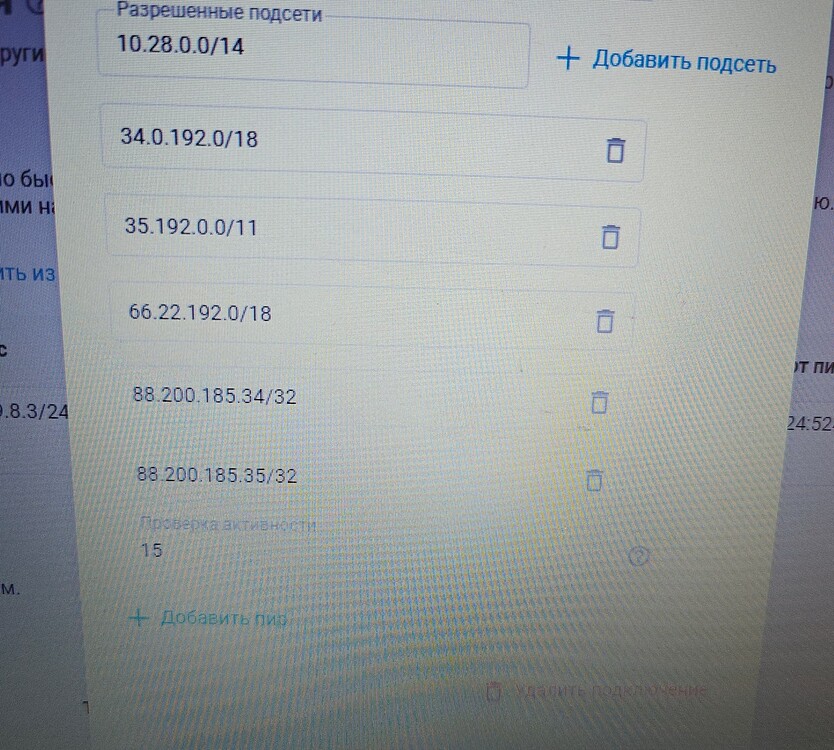 Разрешенные подсети
10.28.0.0/14
+ Добавить подсеть
34.0.192.0/18
35.192.0.0/11
66.22.192.0/18
88.200.185.34/32
88.200.185.35/32
Проверка активности
15
?
+ Добавить пир
Удалить подключение
руги
ю бы
ими на
ить из
с
.8.3/24
м.
ю.
от пи
24:52